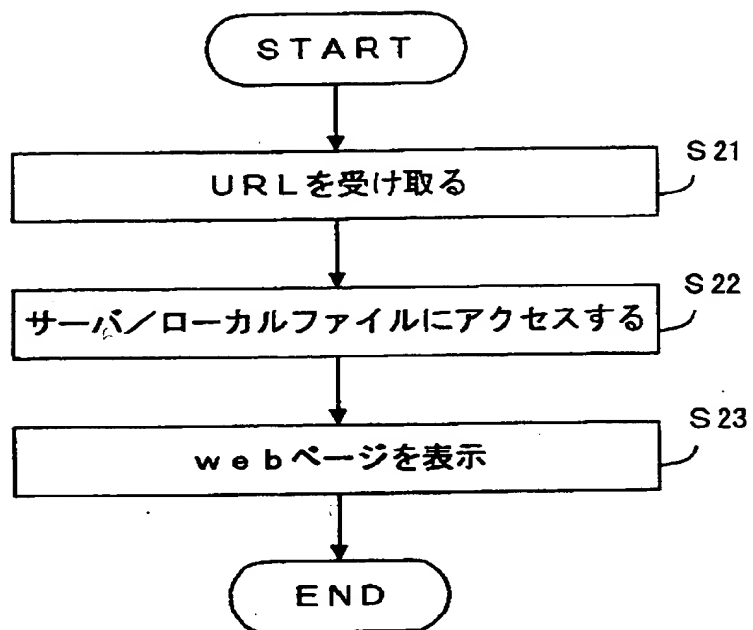 START
S21
URLを受け取る
S22
サーバ／ローカルファイルにアクセスする
S23
webページを表示
END